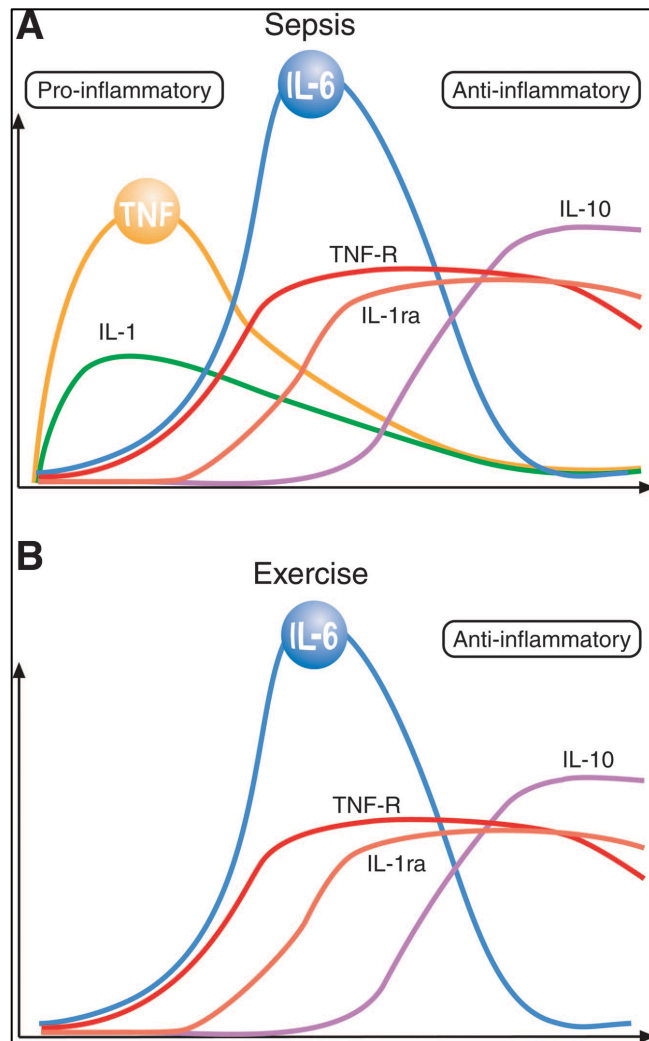 A
Sepsis
Pro-inflammatory
IL-6
Anti-inflammatory
TNF
IL-10
TNF-R
IL-1ra
IL-1
B
Exercise
IL-6
Anti-inflammatory
IL-10
TNF-R
IL-1ra